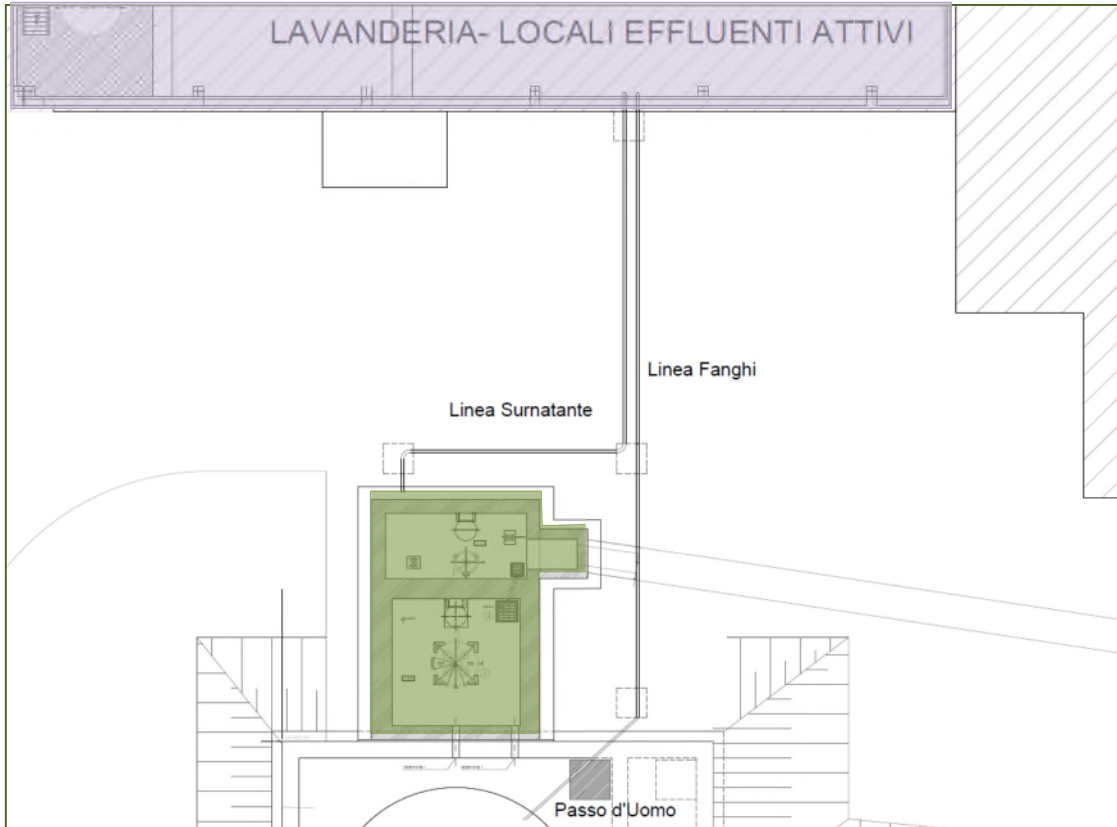 LAVANDERIA- LOCALI EFFLUENTI ATTIVI
Linea Fanghi
Linea Surnatante
Passo d'Uomo